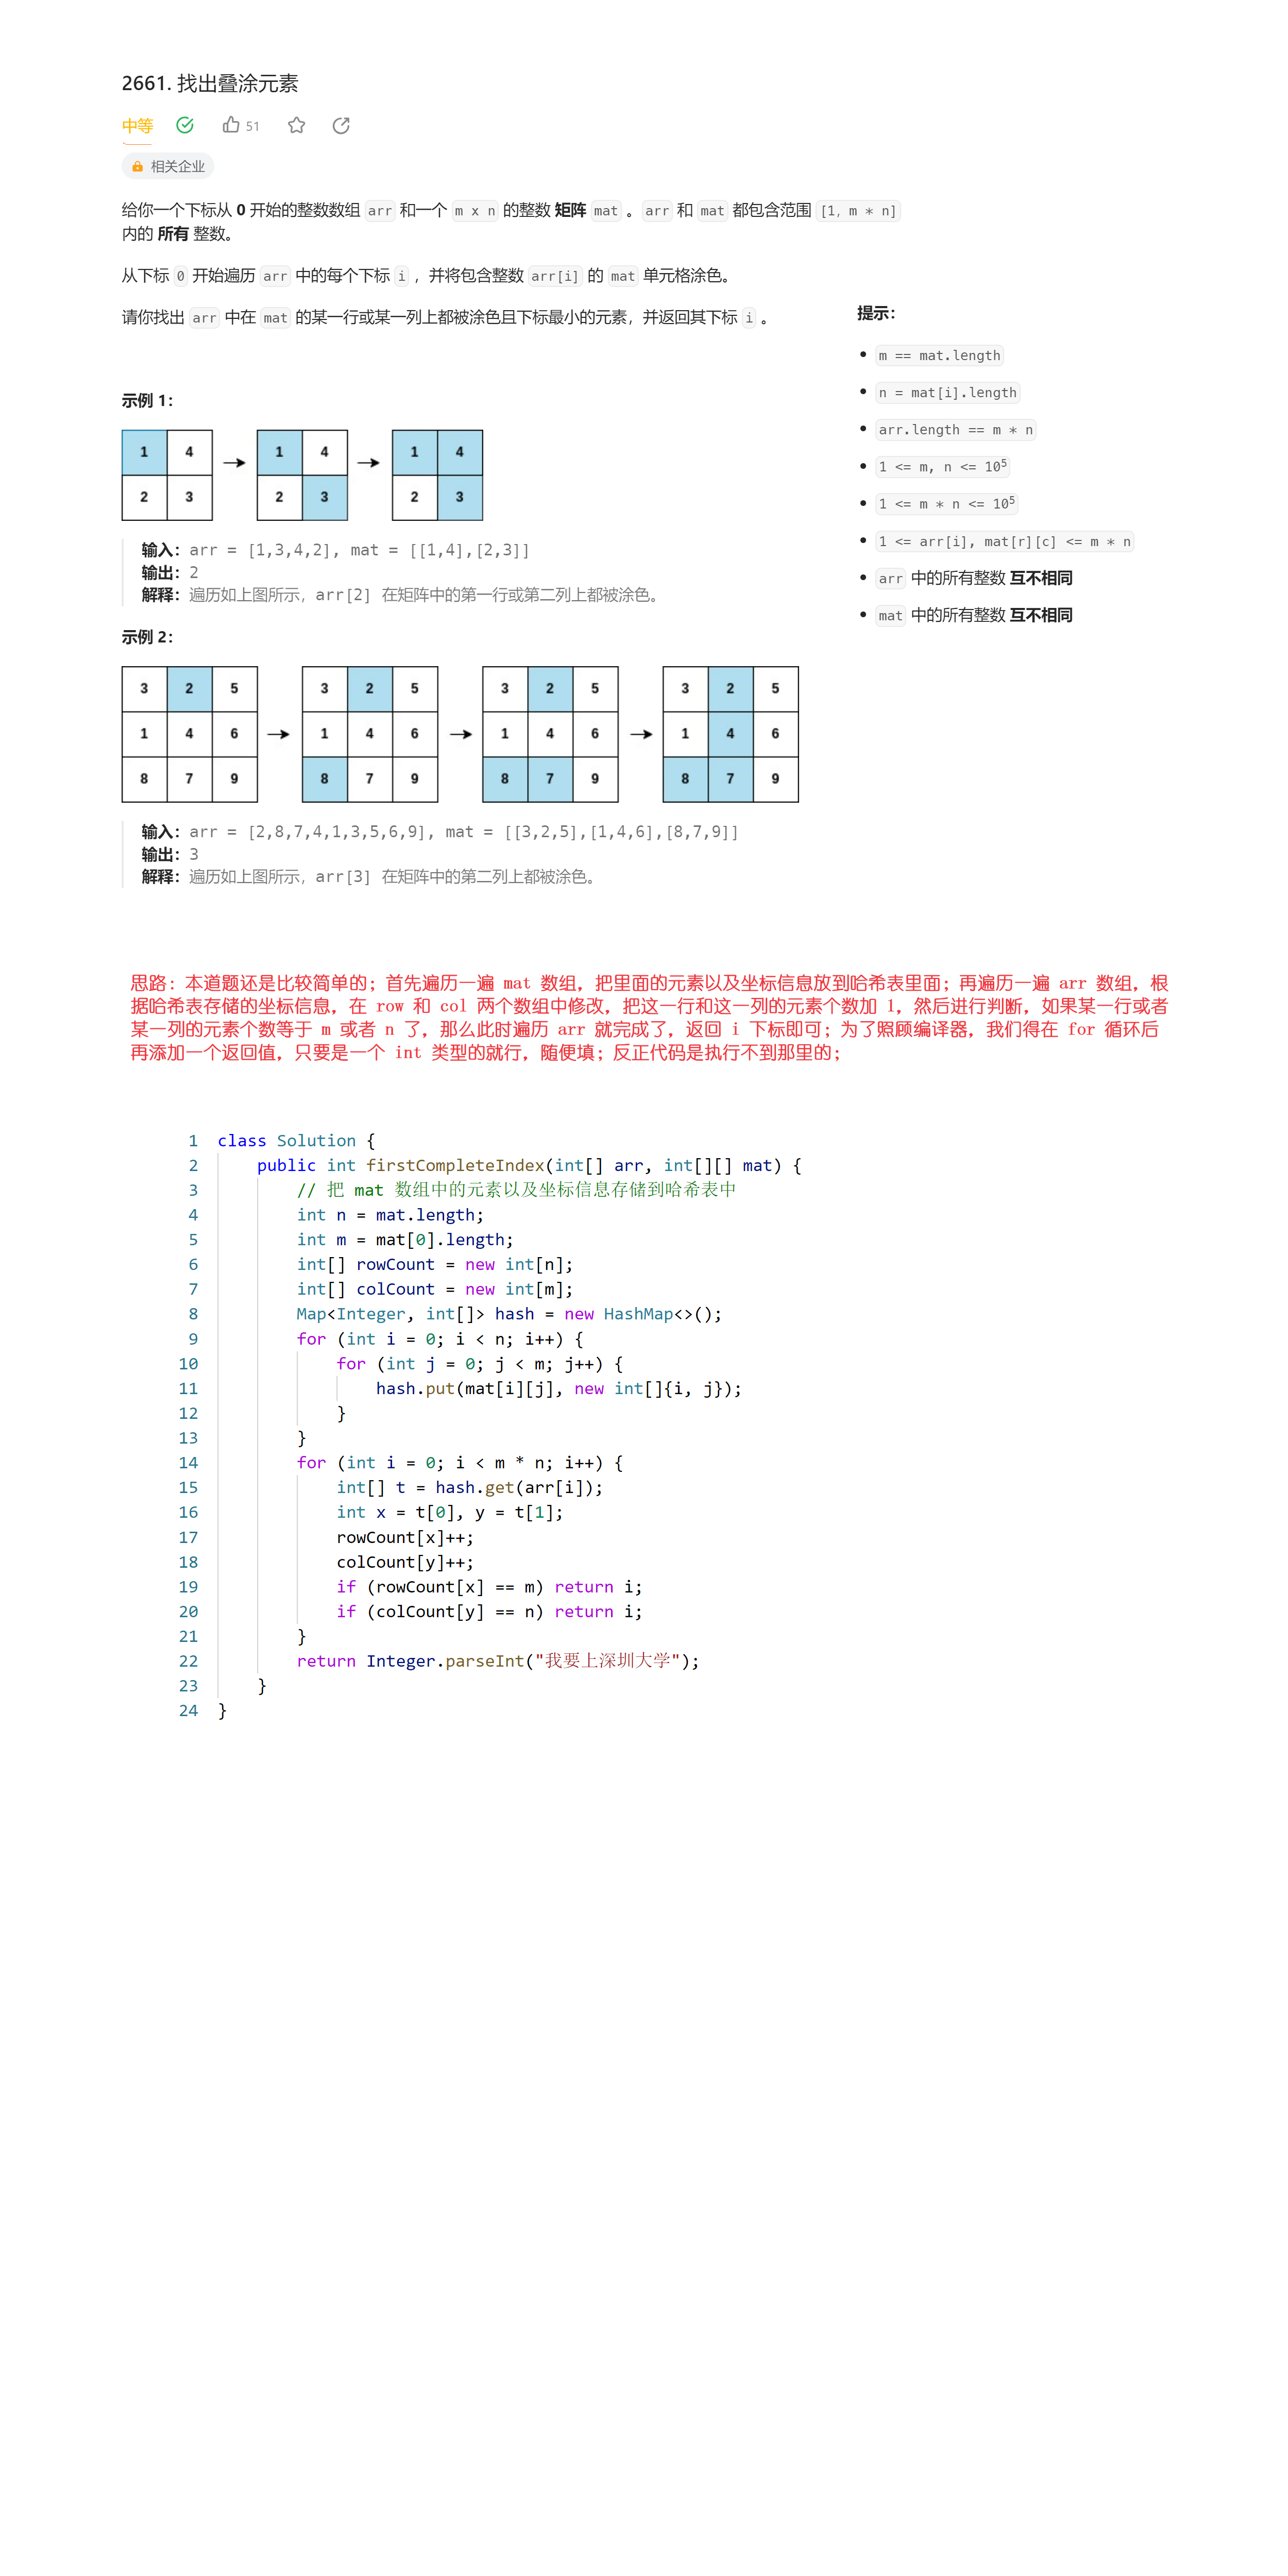 2661. 找出叠涂元素
中等 51
相关企业
给你一个下标从 0 开始的整数数组 arr 和一个 m x n 的整数 矩阵 mat 。arr 和 mat 都包含范围 [1, m * n]
内的 所有 整数。
从下标 0 开始遍历 arr 中的每个下标 i ，并将包含整数 arr[i] 的 mat 单元格涂色。
请你找出 arr 中在 mat 的某一行或某一列上都被涂色且下标最小的元素，并返回其下标 i 。
示例 1：
1 4 1 4 1 4
2 3 2 3 2 3
输入：arr = [1,3,4,2], mat = [[1,4],[2,3]]
输出：2
解释：遍历如上图所示，arr[2] 在矩阵中的第一行或第二列上都被涂色。
示例 2：
3 2 5 3 2 5 3 2 5 3 2 5
1 4 6 1 4 6 1 4 6 1 4 6
8 7 9 8 7 9 8 7 9 8 7 9
输入：arr = [2,8,7,4,1,3,5,6,9], mat = [[3,2,5],[1,4,6],[8,7,9]]
输出：3
解释：遍历如上图所示，arr[3] 在矩阵中的第二列上都被涂色。
提示：
• m == mat.length
• n = mat[i].length
• arr.length == m * n
• 1 <= m, n <= 10⁵
• 1 <= m * n <= 10⁵
• 1 <= arr[i], mat[r][c] <= m * n
• arr 中的所有整数 互不相同
• mat 中的所有整数 互不相同
思路：本道题还是比较简单的；首先遍历一遍 mat 数组，把里面的元素以及坐标信息放到哈希表里面；再遍历一遍 arr 数组，根
据哈希表存储的坐标信息，在 row 和 col 两个数组中修改，把这一行和这一列的元素个数加 1，然后进行判断，如果某一行或者
某一列的元素个数等于 m 或者 n 了，那么此时遍历 arr 就完成了，返回 i 下标即可；为了照顾编译器，我们得在 for 循环后
再添加一个返回值，只要是一个 int 类型的就行，随便填；反正代码是执行不到那里的；
1 class Solution {
2     public int firstCompleteIndex(int[] arr, int[][] mat) {
3         // 把 mat 数组中的元素以及坐标信息存储到哈希表中
4         int n = mat.length;
5         int m = mat[0].length;
6         int[] rowCount = new int[n];
7         int[] colCount = new int[m];
8         Map<Integer, int[]> hash = new HashMap<>();
9         for (int i = 0; i < n; i++) {
10             for (int j = 0; j < m; j++) {
11                 hash.put(mat[i][j], new int[]{i, j});
12             }
13         }
14         for (int i = 0; i < m * n; i++) {
15             int[] t = hash.get(arr[i]);
16             int x = t[0], y = t[1];
17             rowCount[x]++;
18             colCount[y]++;
19             if (rowCount[x] == m) return i;
20             if (colCount[y] == n) return i;
21         }
22         return Integer.parseInt("我要上深圳大学");
23     }
24 }